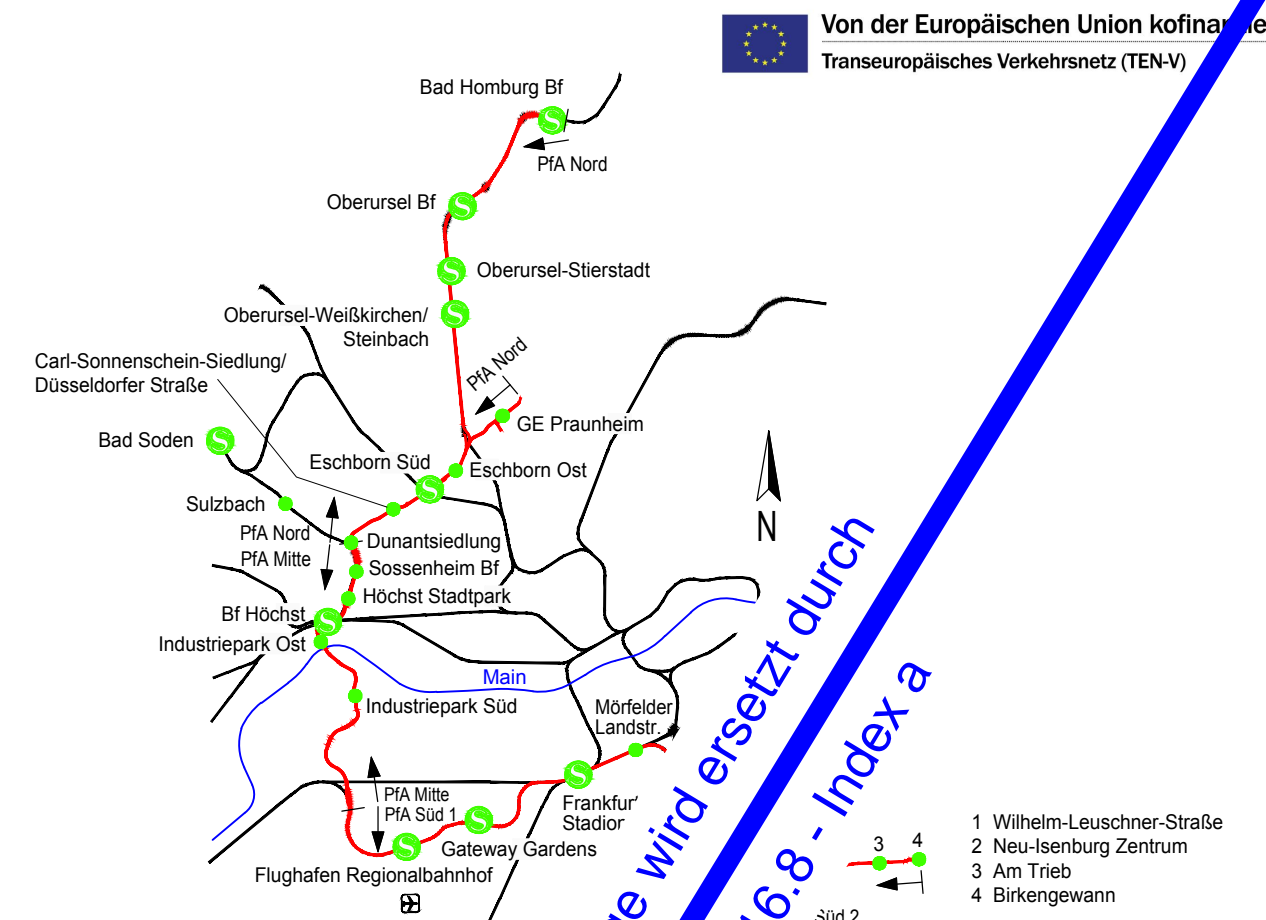 Von der Europäischen Union
Transeuropäisches Verkehrsnetz (TEN-V)
Bad Homburg Bf
PfA Nord
Oberursel Bf
Oberursel-Stierstadt
Oberursel-Weißkirchen/
Steinbach
PfA Nord
Carl-Sonnenschein-Siedlung/
Düsseldorfer Straße
GE Praunheim
Bad Soden
Eschborn Süd
Eschborn Ost
Sulzbach
PfA Nord
PfA Mitte
N
Dunantsiedlung
Sossenheim Bf
Höchst Stadtpark
Bf Höchst
Industriepark Ost
Main
Industriepark Süd
Mörfelder
Landstr.
PfA Mitte
PfA Süd 1
Gateway Gardens
Flughafen Regionalbahnhof
wird ersetzt durch
16.8 - Index a
3 4
Süd 2
1 Wilhelm-Leuschner-Straße
2 Neu-Isenburg Zentrum
3 Am Trieb
4 Birkengewann